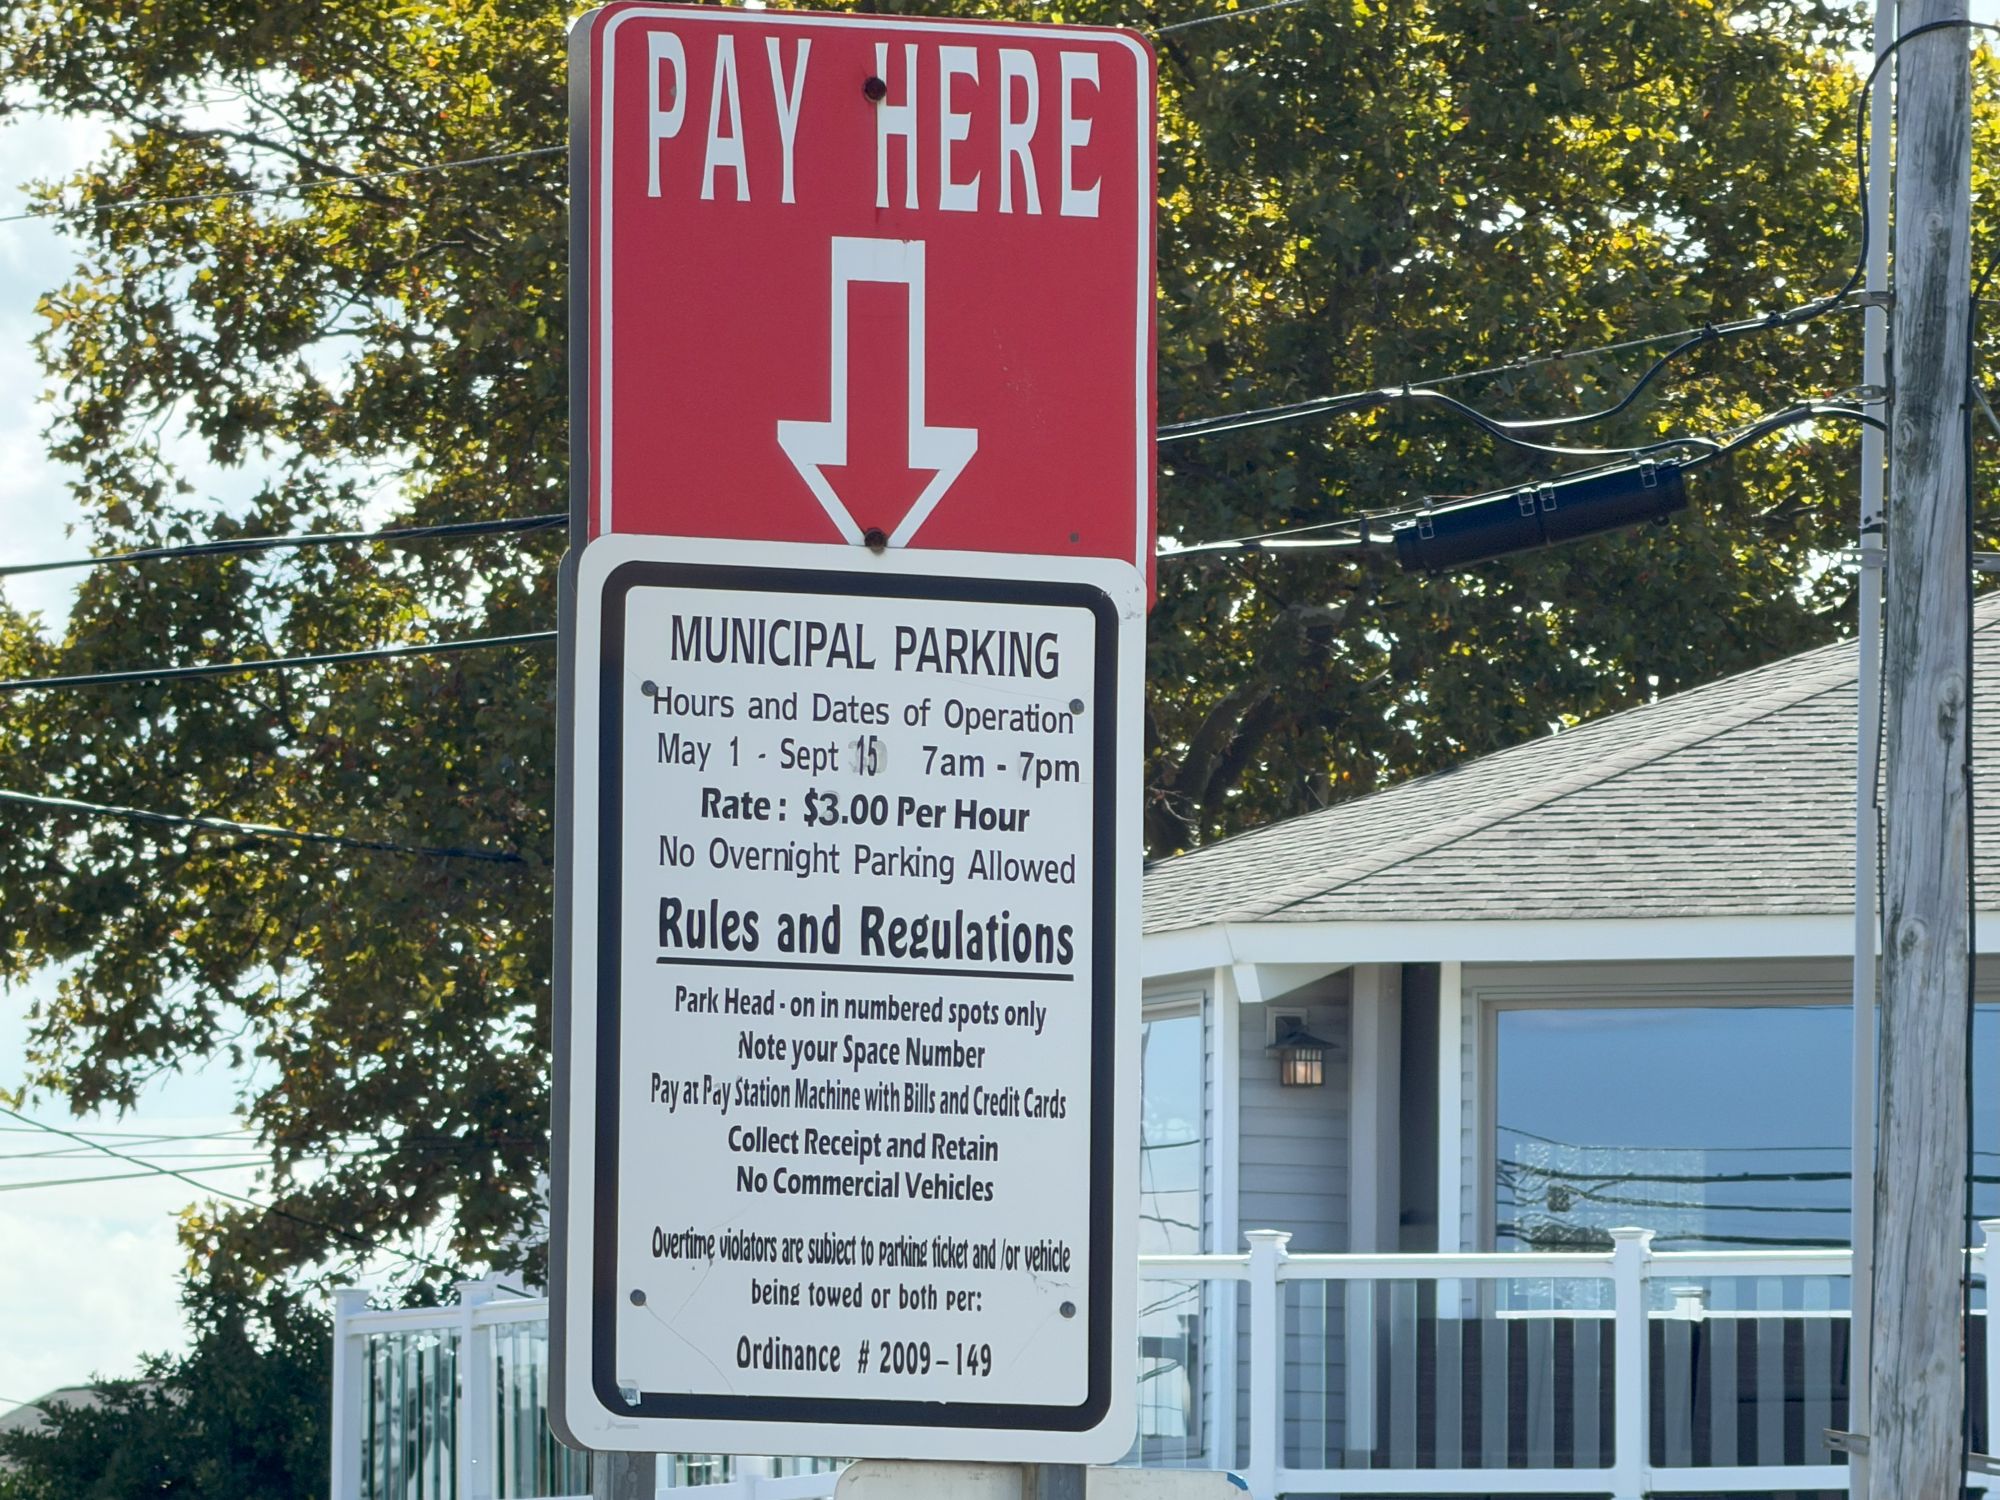 PAY HERE
MUNICIPAL PARKING
Hours and Dates of Operation
May 1 - Sept 15 7am - 7pm
Rate: $3.00 Per Hour
No Overnight Parking Allowed
Rules and Regulations
Park Head - on in numbered spots only
Note your Space Number
Pay at Pay Station Machine with Bills and Credit Cards
Collect Receipt and Retain
No Commercial Vehicles
Overtime violators are subject to parking ticket and /or vehicle
being towed or both per:
Ordinance # 2009-149